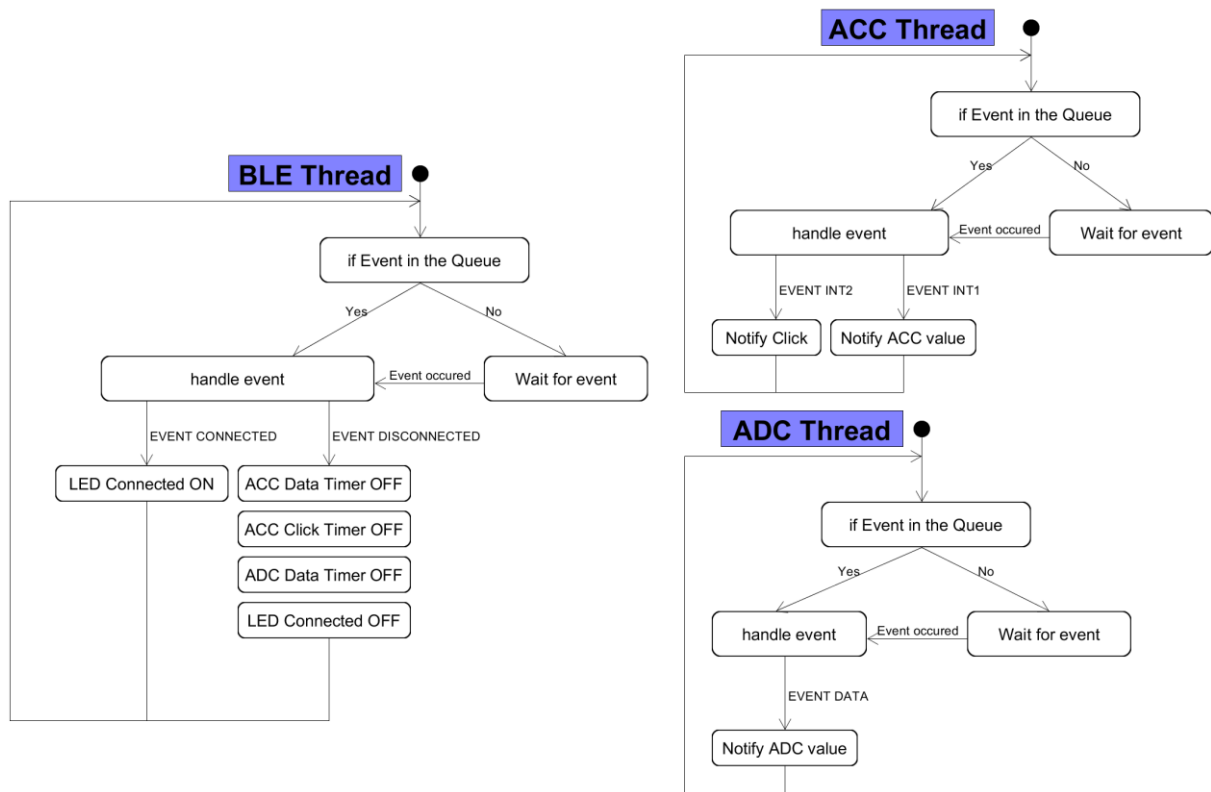 BLE Thread
if Event in the Queue
Yes
No
handle event
Event occured
Wait for event
EVENT CONNECTED
EVENT DISCONNECTED
LED Connected ON
ACC Data Timer OFF
ACC Click Timer OFF
ADC Data Timer OFF
LED Connected OFF
ACC Thread
if Event in the Queue
Yes
No
handle event
Event occured
Wait for event
EVENT INT2
EVENT INT1
Notify Click
Notify ACC value
ADC Thread
if Event in the Queue
Yes
No
handle event
Event occured
Wait for event
EVENT DATA
Notify ADC value